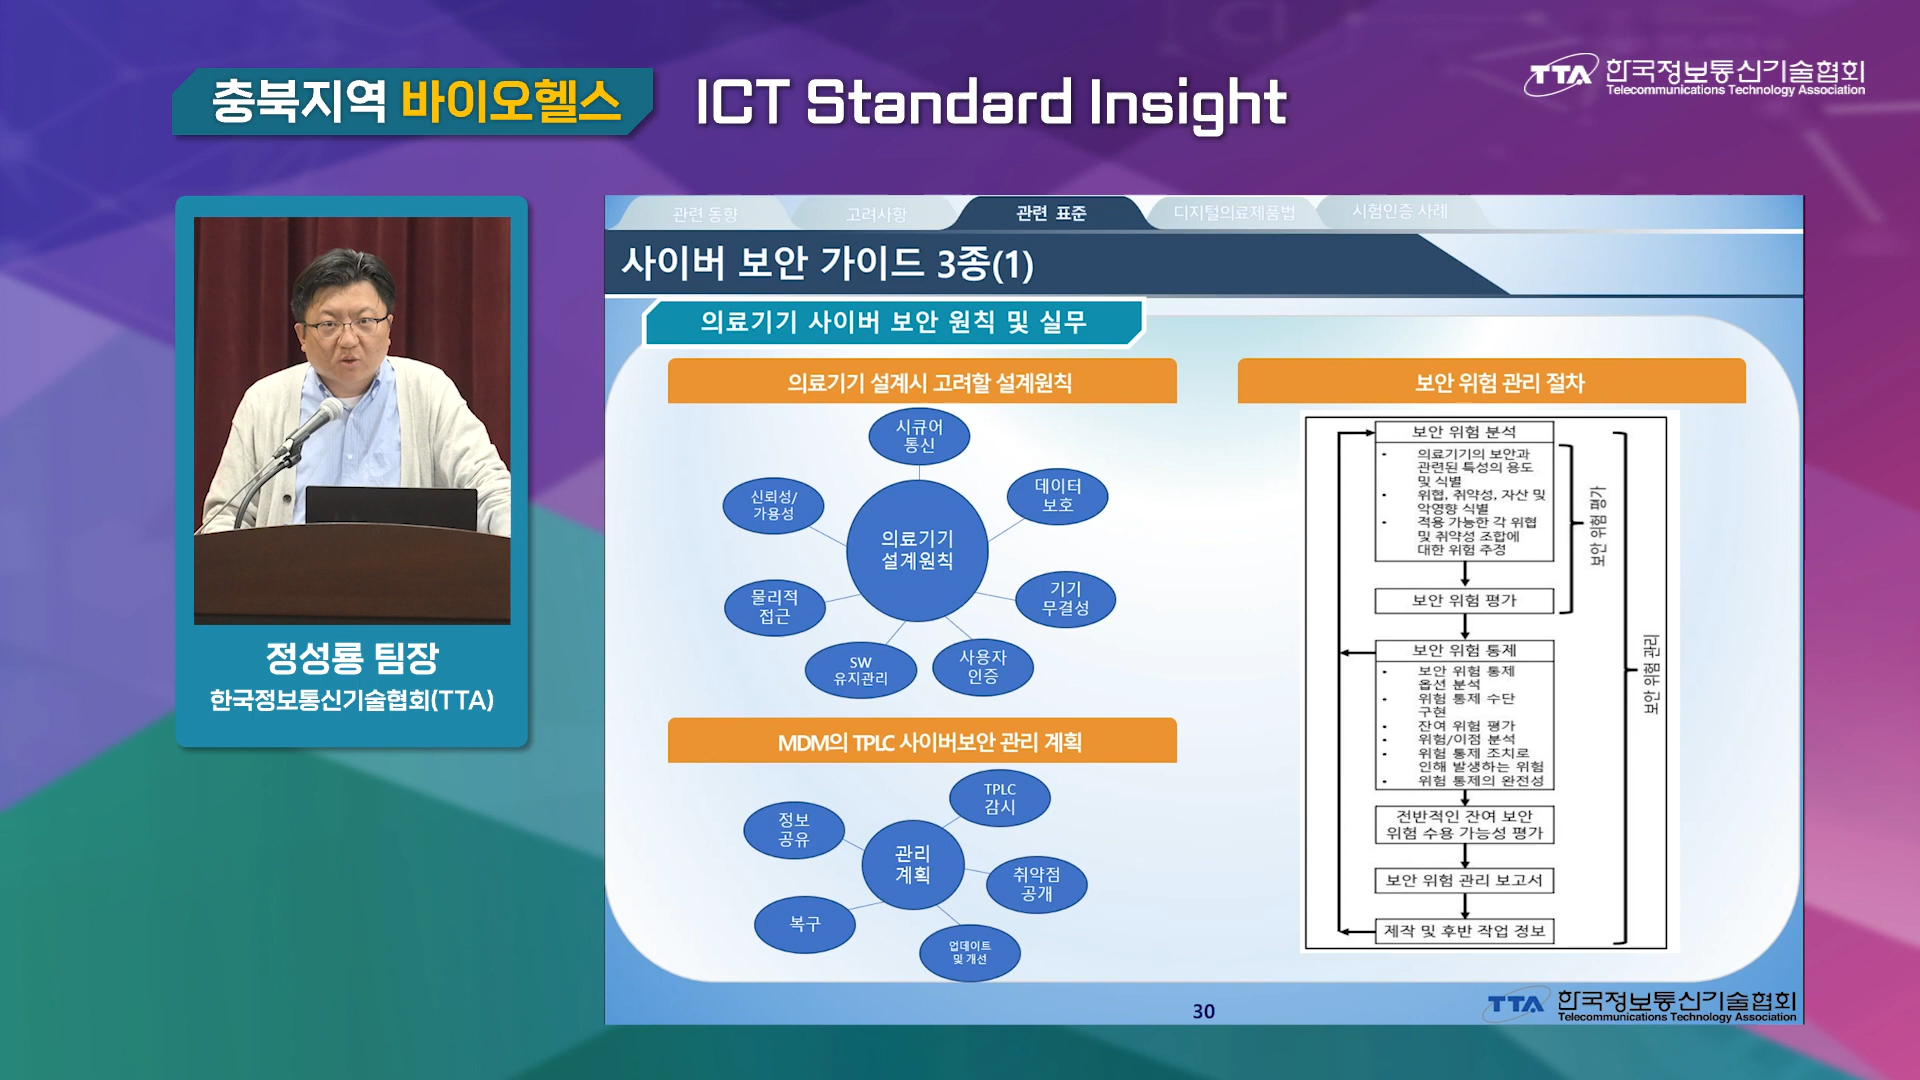 충북지역 바이오헬스 ICT Standard Insight
TTA 한국정보통신기술협회
Telecommunications Technology Association
정성룡 팀장
한국정보통신기술협회(TTA)
관련 동향 고려사항 관련 표준 디지털의료제품법 시험인증 사례
사이버 보안 가이드 3종(1)
의료기기 사이버 보안 원칙 및 실무
의료기기 설계시 고려할 설계원칙
시큐어
통신
데이터
보호
기기
무결성
사용자
인증
SW
유지관리
물리적
접근
신뢰성/
가용성
의료기기
설계원칙
MDM의 TPLC 사이버보안 관리 계획
TPLC
감시
취약점
공개
업데이트
및 개선
복구
정보
공유
관리
계획
보안 위험 관리 절차
보안 위험 분석
• 의료기기의 보안과
관련된 특성의 용도
및 식별
• 위협, 취약성, 자산 및
악영향 식별
• 적용 가능한 각 위협
및 취약성 조합에
대한 위험 추정
보안 위험 평가
보안 위험 평가
보안 위험 통제
• 보안 위험 통제
옵션 분석
• 위험 통제 수단
구현
• 잔여 위험 평가
• 위험/이점 분석
• 위험 통제 조치로
인해 발생하는 위험
• 위험 통제의 완전성
전반적인 잔여 보안
위험 수용 가능성 평가
보안 위험 관리 보고서
제작 및 후반 작업 정보
보안 위험 관리
30
TTA 한국정보통신기술협회
Telecommunications Technology Association